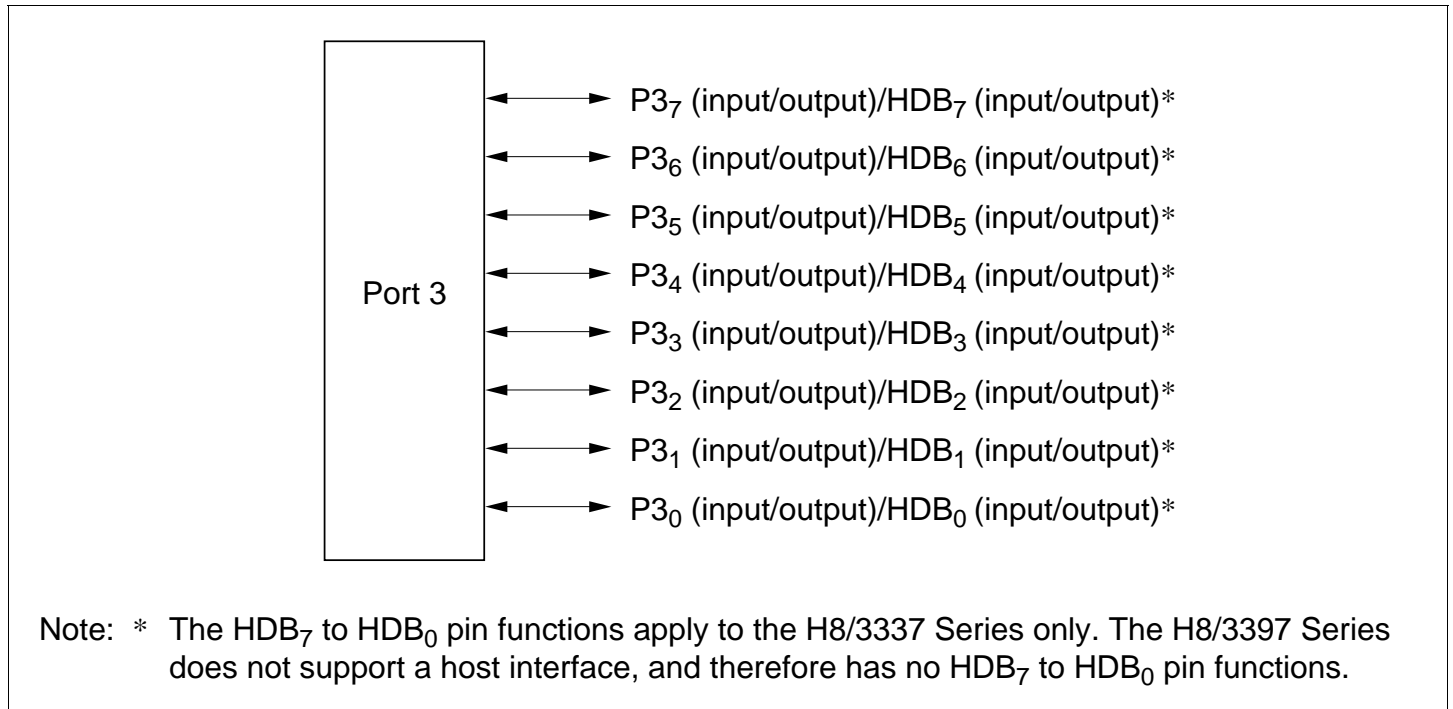 P3₇ (input/output)/HDB₇ (input/output)*
P3₆ (input/output)/HDB₆ (input/output)*
P3₅ (input/output)/HDB₅ (input/output)*
P3₄ (input/output)/HDB₄ (input/output)*
Port 3
P3₃ (input/output)/HDB₃ (input/output)*
P3₂ (input/output)/HDB₂ (input/output)*
P3₁ (input/output)/HDB₁ (input/output)*
P3₀ (input/output)/HDB₀ (input/output)*
Note: * The HDB₇ to HDB₀ pin functions apply to the H8/3337 Series only. The H8/3397 Series
does not support a host interface, and therefore has no HDB₇ to HDB₀ pin functions.